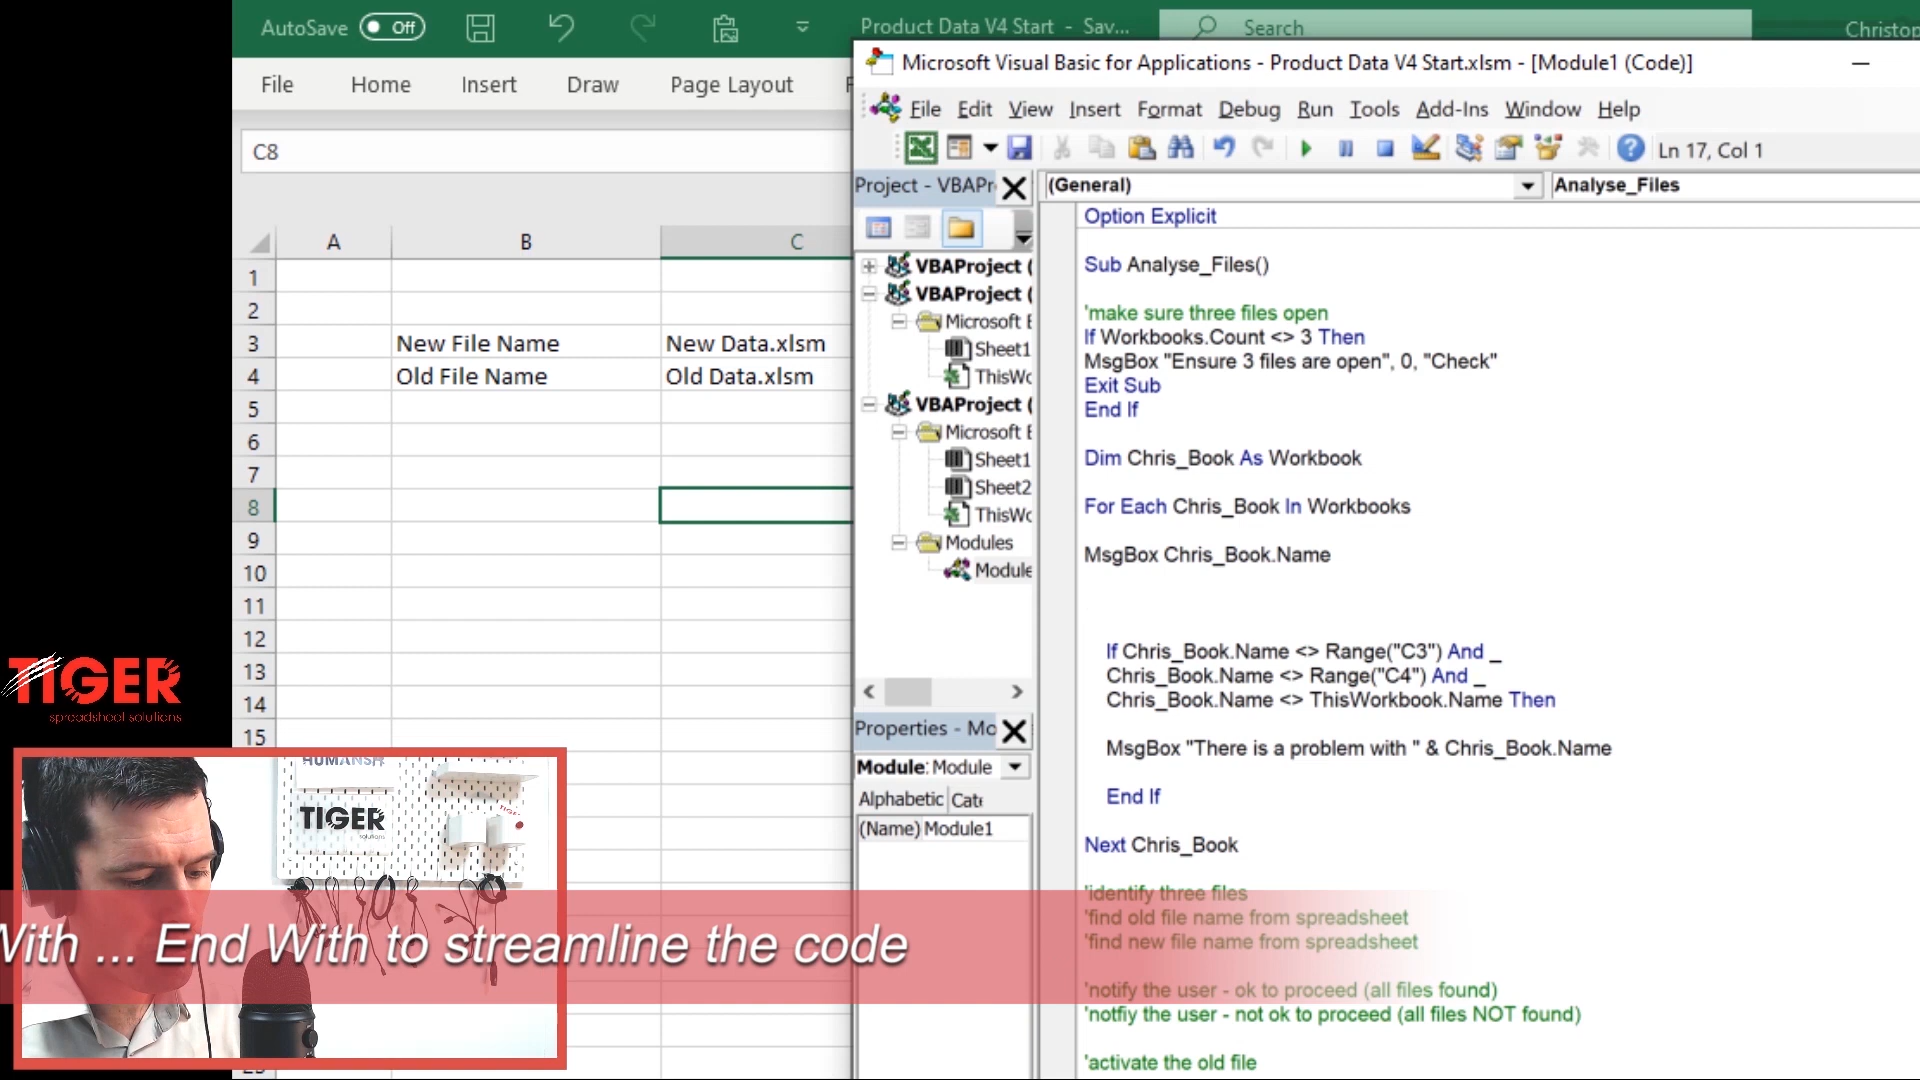 AutoSave Off
Product Data V4 Start - Sav...
Search
Christop
File Home Insert Draw Page Layout
C8
A B C
1
2
3 New File Name New Data.xlsm
4 Old File Name Old Data.xlsm
5
6
7
8
9
10
11
12
13
14
15
Microsoft Visual Basic for Applications - Product Data V4 Start.xlsm - [Module1 (Code)]
File Edit View Insert Format Debug Run Tools Add-Ins Window Help
Ln 17, Col 1
Project - VBAPr
VBAProject (
VBAProject (
Microsoft E
Sheet1
ThisWo
VBAProject (
Microsoft E
Sheet1
Sheet2
ThisWo
Modules
Module
Properties - Mo
Module: Module
Alphabetic Cate
(Name) Module1
(General) Analyse_Files
Option Explicit
Sub Analyse_Files()
'make sure three files open
If Workbooks.Count <> 3 Then
MsgBox "Ensure 3 files are open", 0, "Check"
Exit Sub
End If
Dim Chris_Book As Workbook
For Each Chris_Book In Workbooks
MsgBox Chris_Book.Name
If Chris_Book.Name <> Range("C3") And _
Chris_Book.Name <> Range("C4") And _
Chris_Book.Name <> ThisWorkbook.Name Then
MsgBox "There is a problem with " & Chris_Book.Name
End If
Next Chris_Book
'identify three files
'find old file name from spreadsheet
'find new file name from spreadsheet
'notify the user - ok to proceed (all files found)
'notfiy the user - not ok to proceed (all files NOT found)
'activate the old file
TIGER
spreadsheet solutions
TIGER
solutions
With ... End With to streamline the code